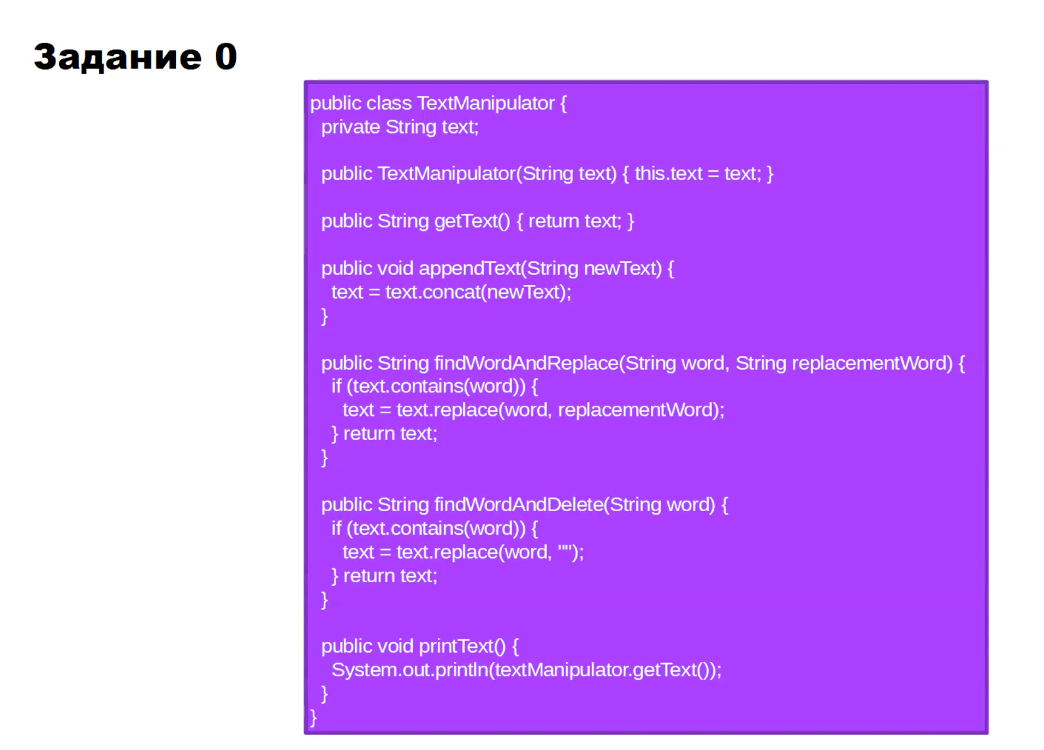 Задание 0
public class TextManipulator {
private String text;
public TextManipulator(String text) { this.text = text; }
public String getText() { return text; }
public void appendText(String newText) {
text = text.concat(newText);
}
public String findWordAndReplace(String word, String replacementWord) {
if (text.contains(word)) {
text = text.replace(word, replacementWord);
} return text;
}
public String findWordAndDelete(String word) {
if (text.contains(word)) {
text = text.replace(word, "");
} return text;
}
public void printText() {
System.out.println(textManipulator.getText());
}
}